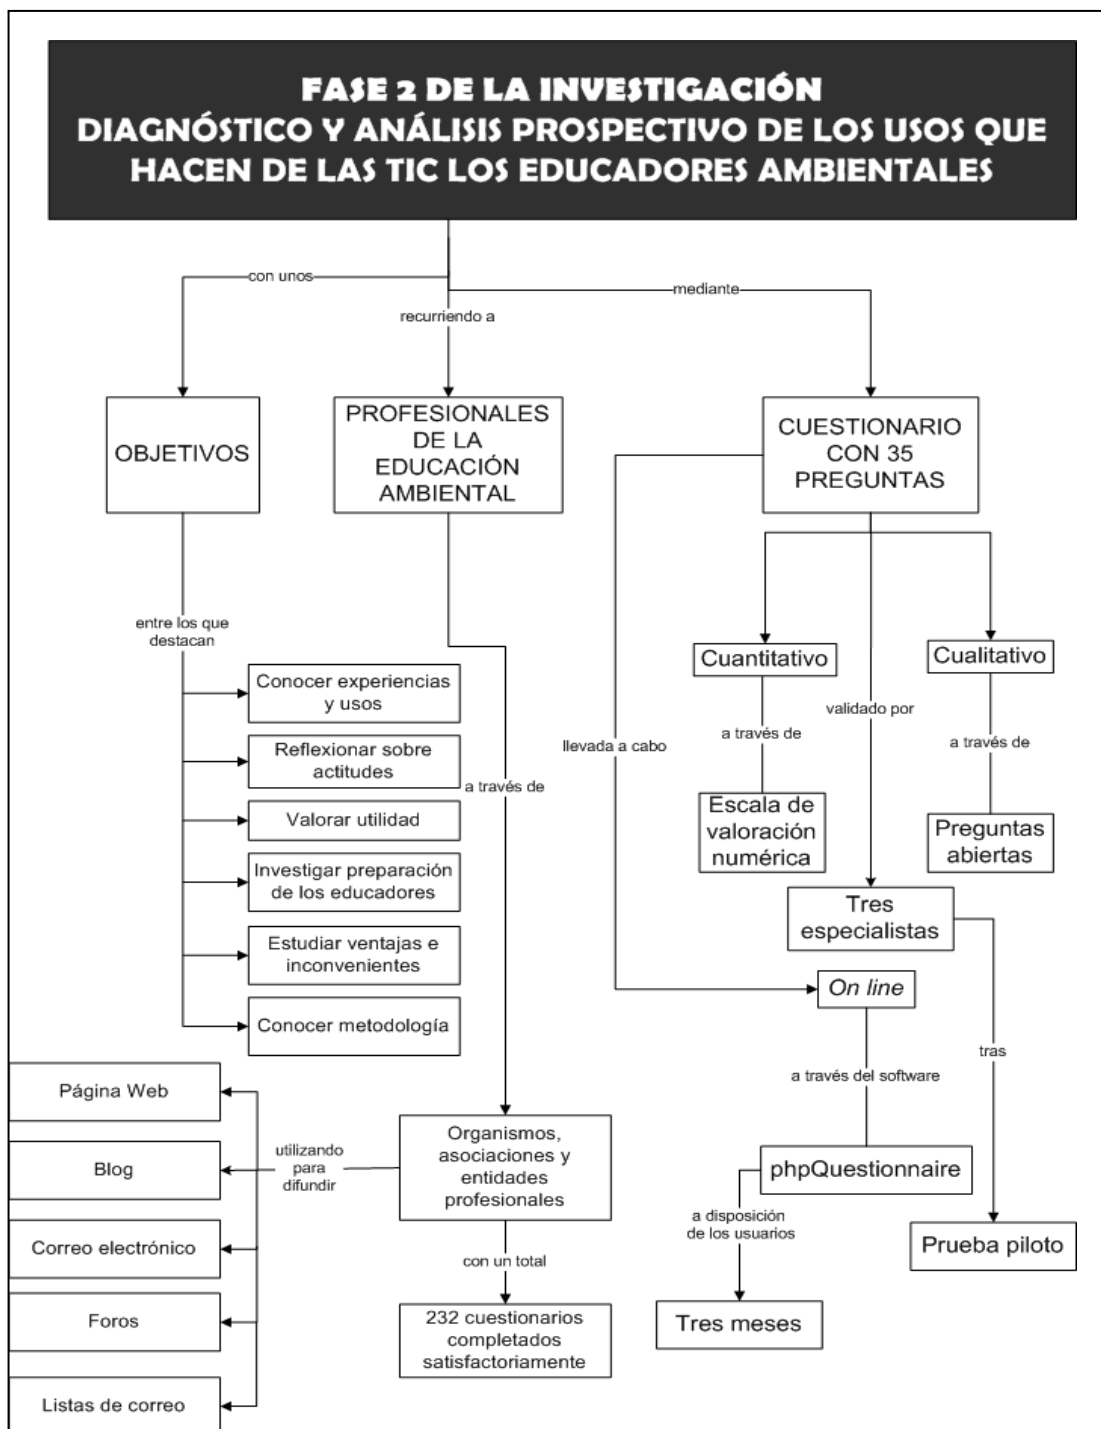 FASE 2 DE LA INVESTIGACIÓN
DIAGNÓSTICO Y ANÁLISIS PROSPECTIVO DE LOS USOS QUE
HACEN DE LAS TIC LOS EDUCADORES AMBIENTALES
con unos
recurriendo a
mediante
OBJETIVOS
PROFESIONALES
DE LA
EDUCACIÓN
AMBIENTAL
CUESTIONARIO
CON 35
PREGUNTAS
entre los que
destacan
Conocer experiencias
y usos
Reflexionar sobre
actitudes
Valorar utilidad
Investigar preparación
de los educadores
Estudiar ventajas e
inconvenientes
Conocer metodología
a través de
llevada a cabo
Cuantitativo
a través de
Escala de
valoración
numérica
validado por
Cualitativo
a través de
Preguntas
abiertas
Tres
especialistas
On line
tras
a través del software
phpQuestionnaire
a disposición
de los usuarios
Tres meses
Prueba piloto
Organismos,
asociaciones y
entidades
profesionales
utilizando
para
difundir
Página Web
Blog
Correo electrónico
Foros
Listas de correo
con un total
232 cuestionarios
completados
satisfactoriamente